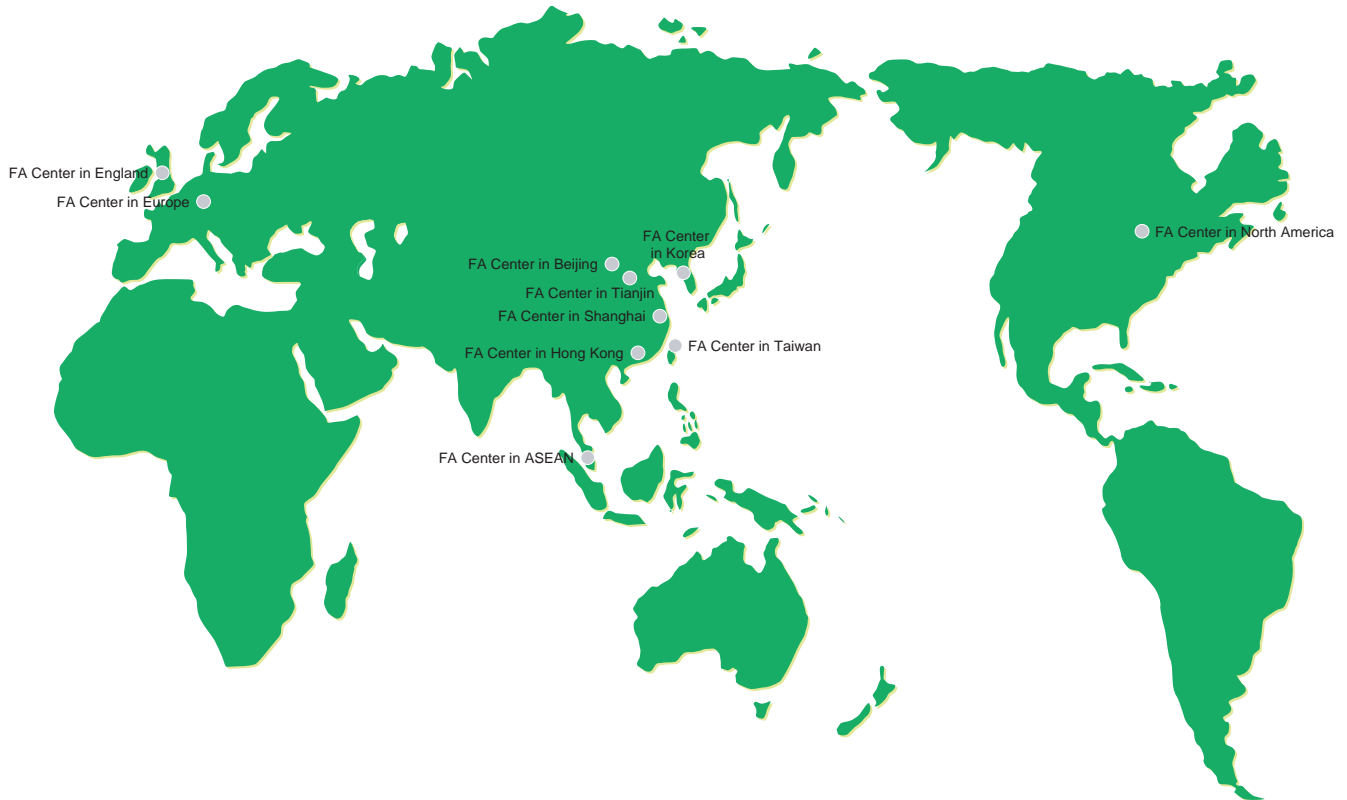 FA Center in England
FA Center in Europe
FA Center
in Korea
FA Center in North America
FA Center in Beijing
FA Center in Tianjin
FA Center in Shanghai
FA Center in Taiwan
FA Center in Hong Kong
FA Center in ASEAN